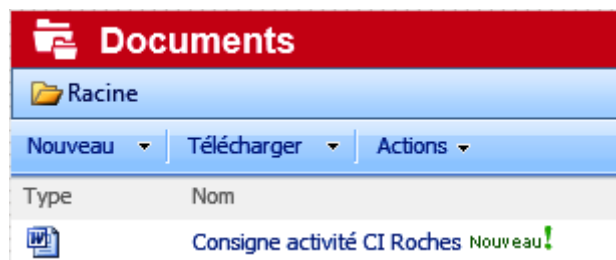 Documents
Racine
Nouveau Télécharger Actions
Type Nom
Consigne activité CI Roches Nouveau!